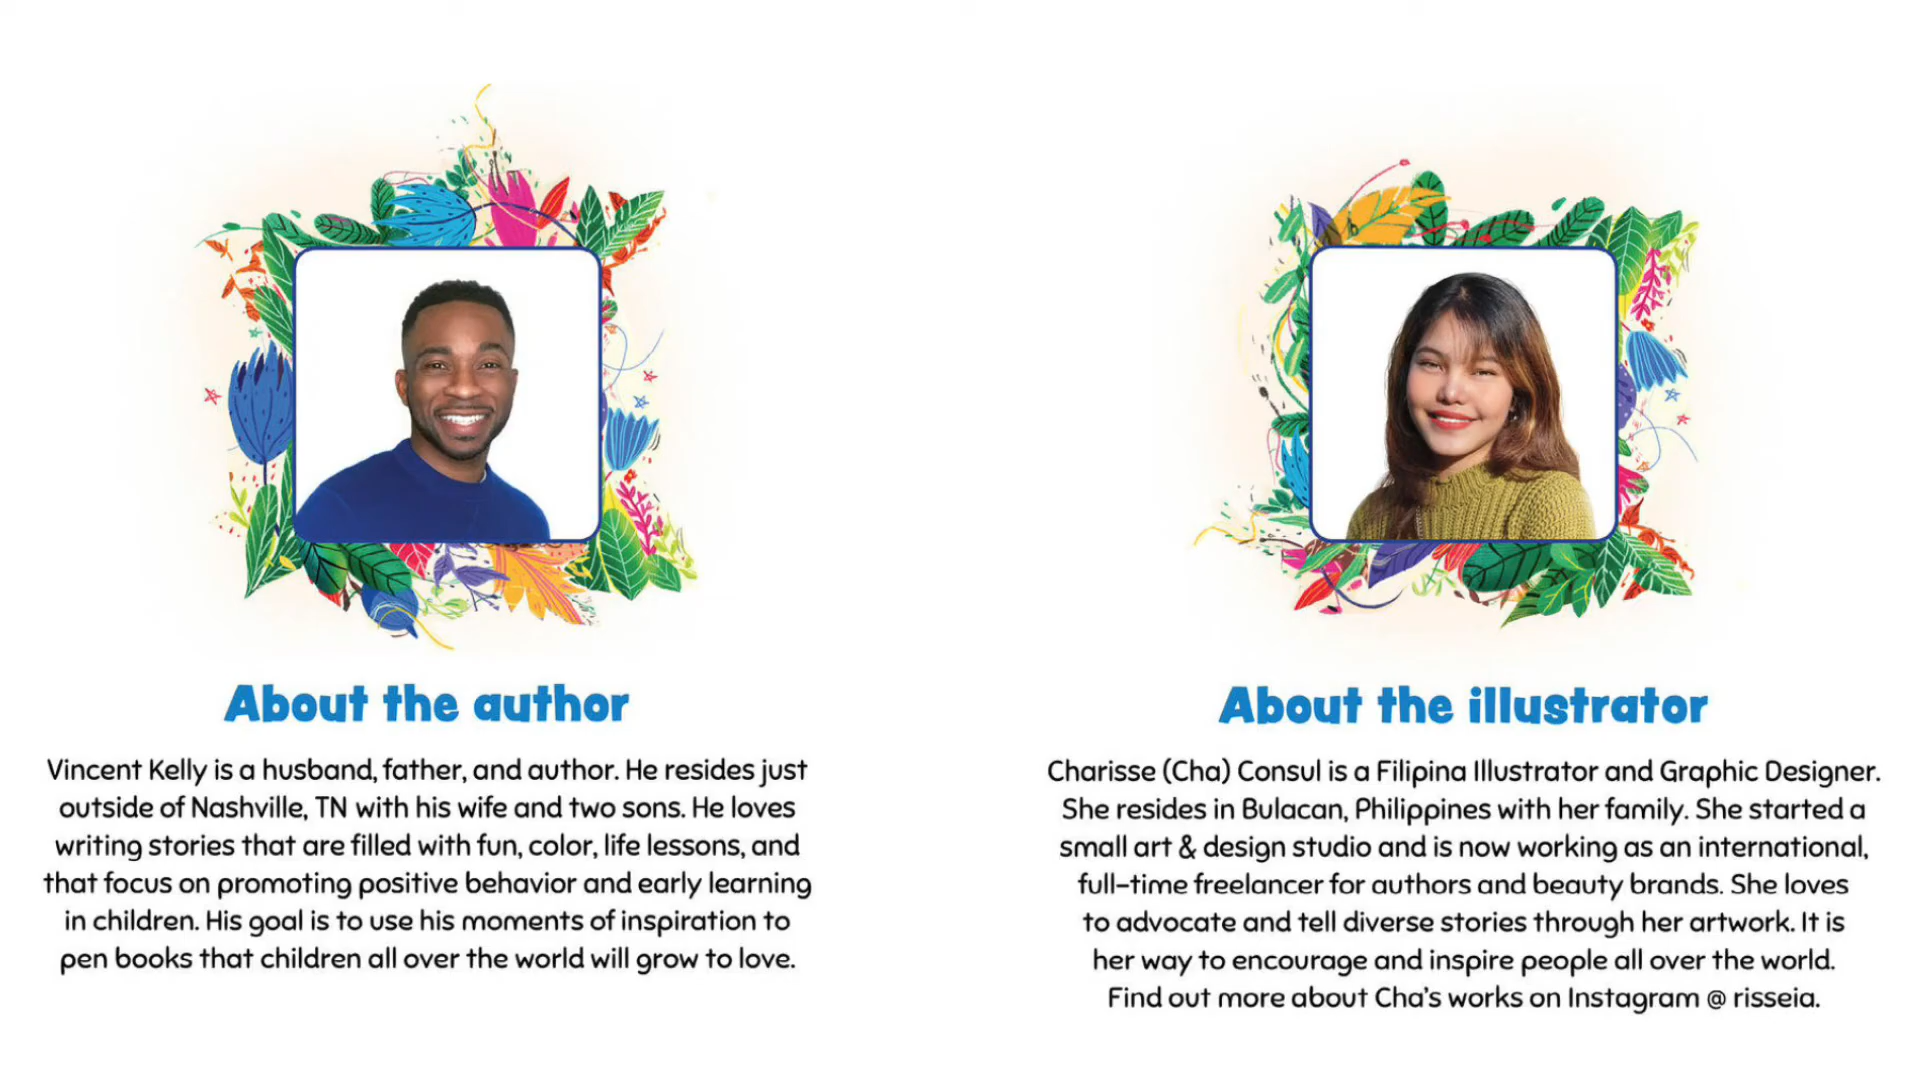 About the author
Vincent Kelly is a husband, father, and author. He resides just
outside of Nashville, TN with his wife and two sons. He loves
writing stories that are filled with fun, color, life lessons, and
that focus on promoting positive behavior and early learning
in children. His goal is to use his moments of inspiration to
pen books that children all over the world will grow to love.
About the illustrator
Charisse (Cha) Consul is a Filipina Illustrator and Graphic Designer.
She resides in Bulacan, Philippines with her family. She started a
small art & design studio and is now working as an international,
full-time freelancer for authors and beauty brands. She loves
to advocate and tell diverse stories through her artwork. It is
her way to encourage and inspire people all over the world.
Find out more about Cha's works on Instagram @ risseia.